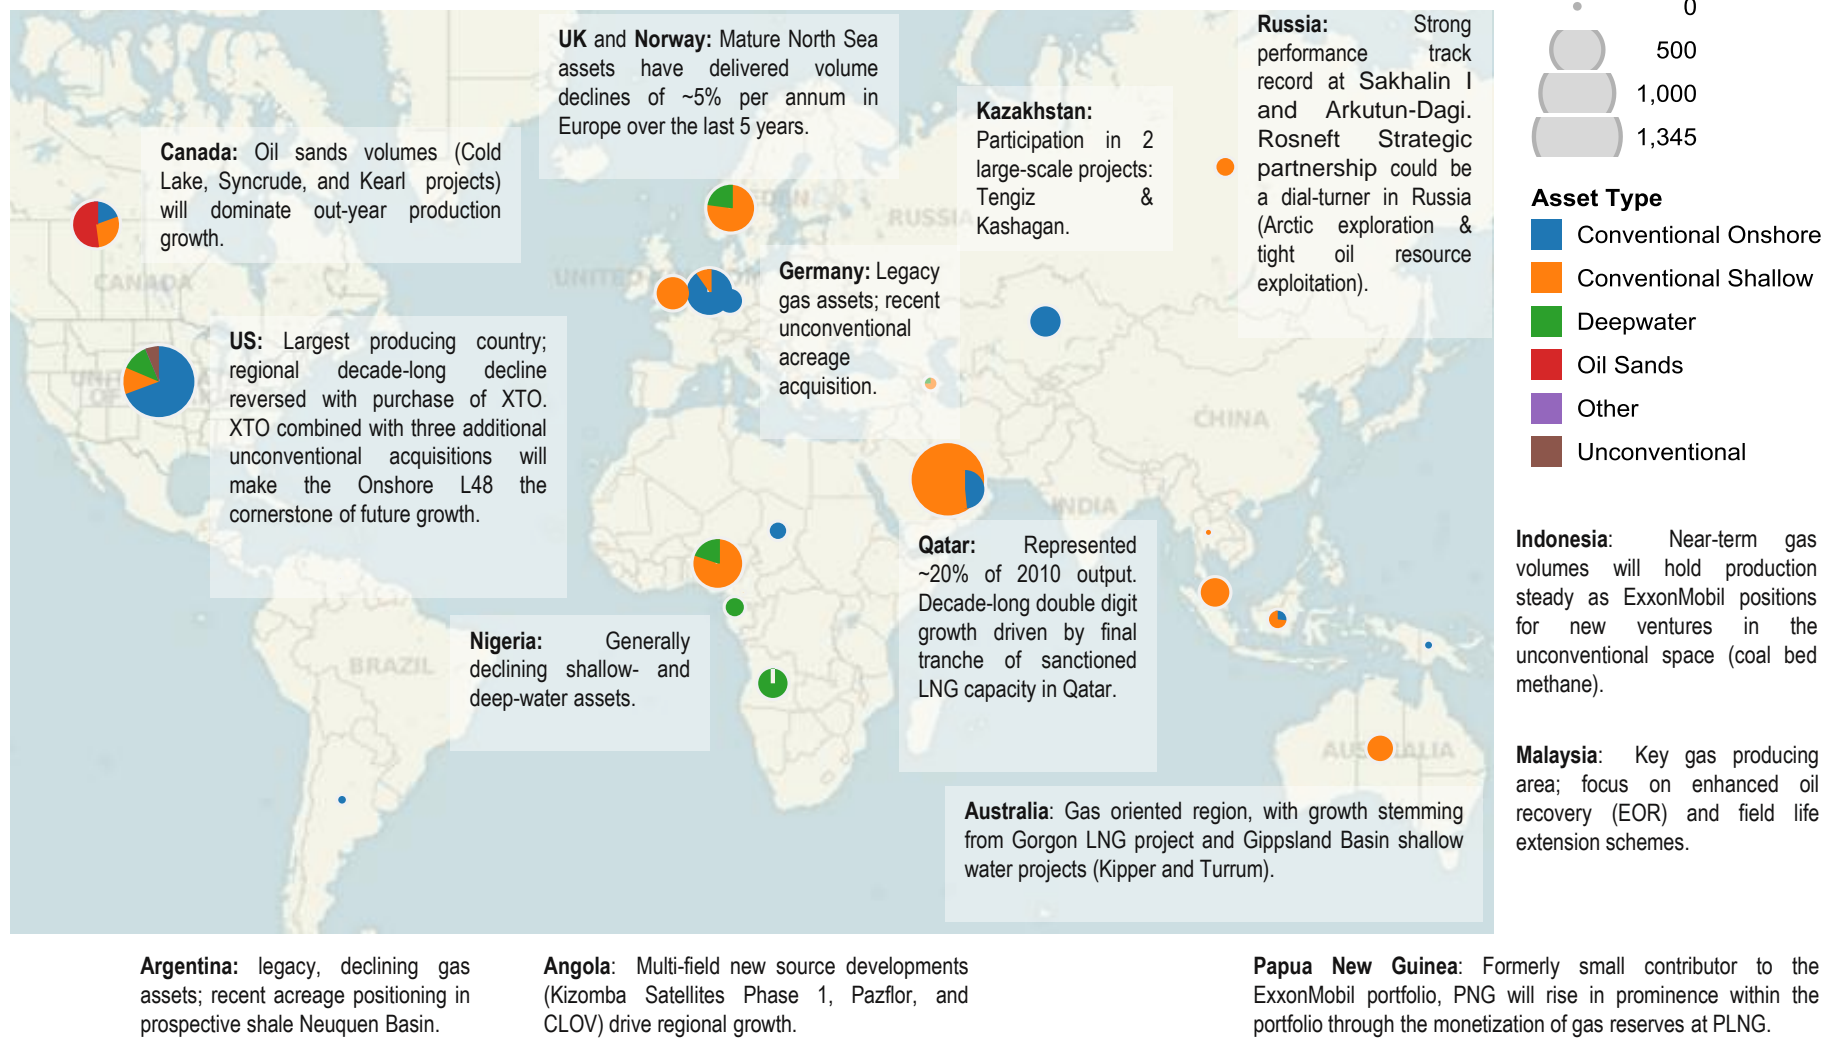 UK and Norway: Mature North Sea
assets have delivered volume
declines of ~5% per annum in
Europe over the last 5 years.
Russia: Strong
performance track
record at Sakhalin I
and Arkutun-Dagi.
Rosneft Strategic
partnership could be
a dial-turner in Russia
(Arctic exploration &
tight oil resource
exploitation).
Kazakhstan:
Participation in 2
large-scale projects:
Tengiz &
Kashagan.
Canada: Oil sands volumes (Cold
Lake, Syncrude, and Kearl projects)
will dominate out-year production
growth.
Germany: Legacy
gas assets; recent
unconventional
acreage
acquisition.
US: Largest producing country;
regional decade-long decline
reversed with purchase of XTO.
XTO combined with three additional
unconventional acquisitions will
make the Onshore L48 the
cornerstone of future growth.
Qatar: Represented
~20% of 2010 output.
Decade-long double digit
growth driven by final
tranche of sanctioned
LNG capacity in Qatar.
Nigeria: Generally
declining shallow- and
deep-water assets.
Australia: Gas oriented region, with growth stemming
from Gorgon LNG project and Gippsland Basin shallow
water projects (Kipper and Turrum).
CANADA
RUSSIA
CHINA
INDIA
BRAZIL
AUSTRALIA
0
500
1,000
1,345
Asset Type
Conventional Onshore
Conventional Shallow
Deepwater
Oil Sands
Other
Unconventional
Indonesia: Near-term gas
volumes will hold production
steady as ExxonMobil positions
for new ventures in the
unconventional space (coal bed
methane).
Malaysia: Key gas producing
area; focus on enhanced oil
recovery (EOR) and field life
extension schemes.
Argentina: legacy, declining gas
assets; recent acreage positioning in
prospective shale Neuquen Basin.
Angola: Multi-field new source developments
(Kizomba Satellites Phase 1, Pazflor, and
CLOV) drive regional growth.
Papua New Guinea: Formerly small contributor to the
ExxonMobil portfolio, PNG will rise in prominence within the
portfolio through the monetization of gas reserves at PLNG.